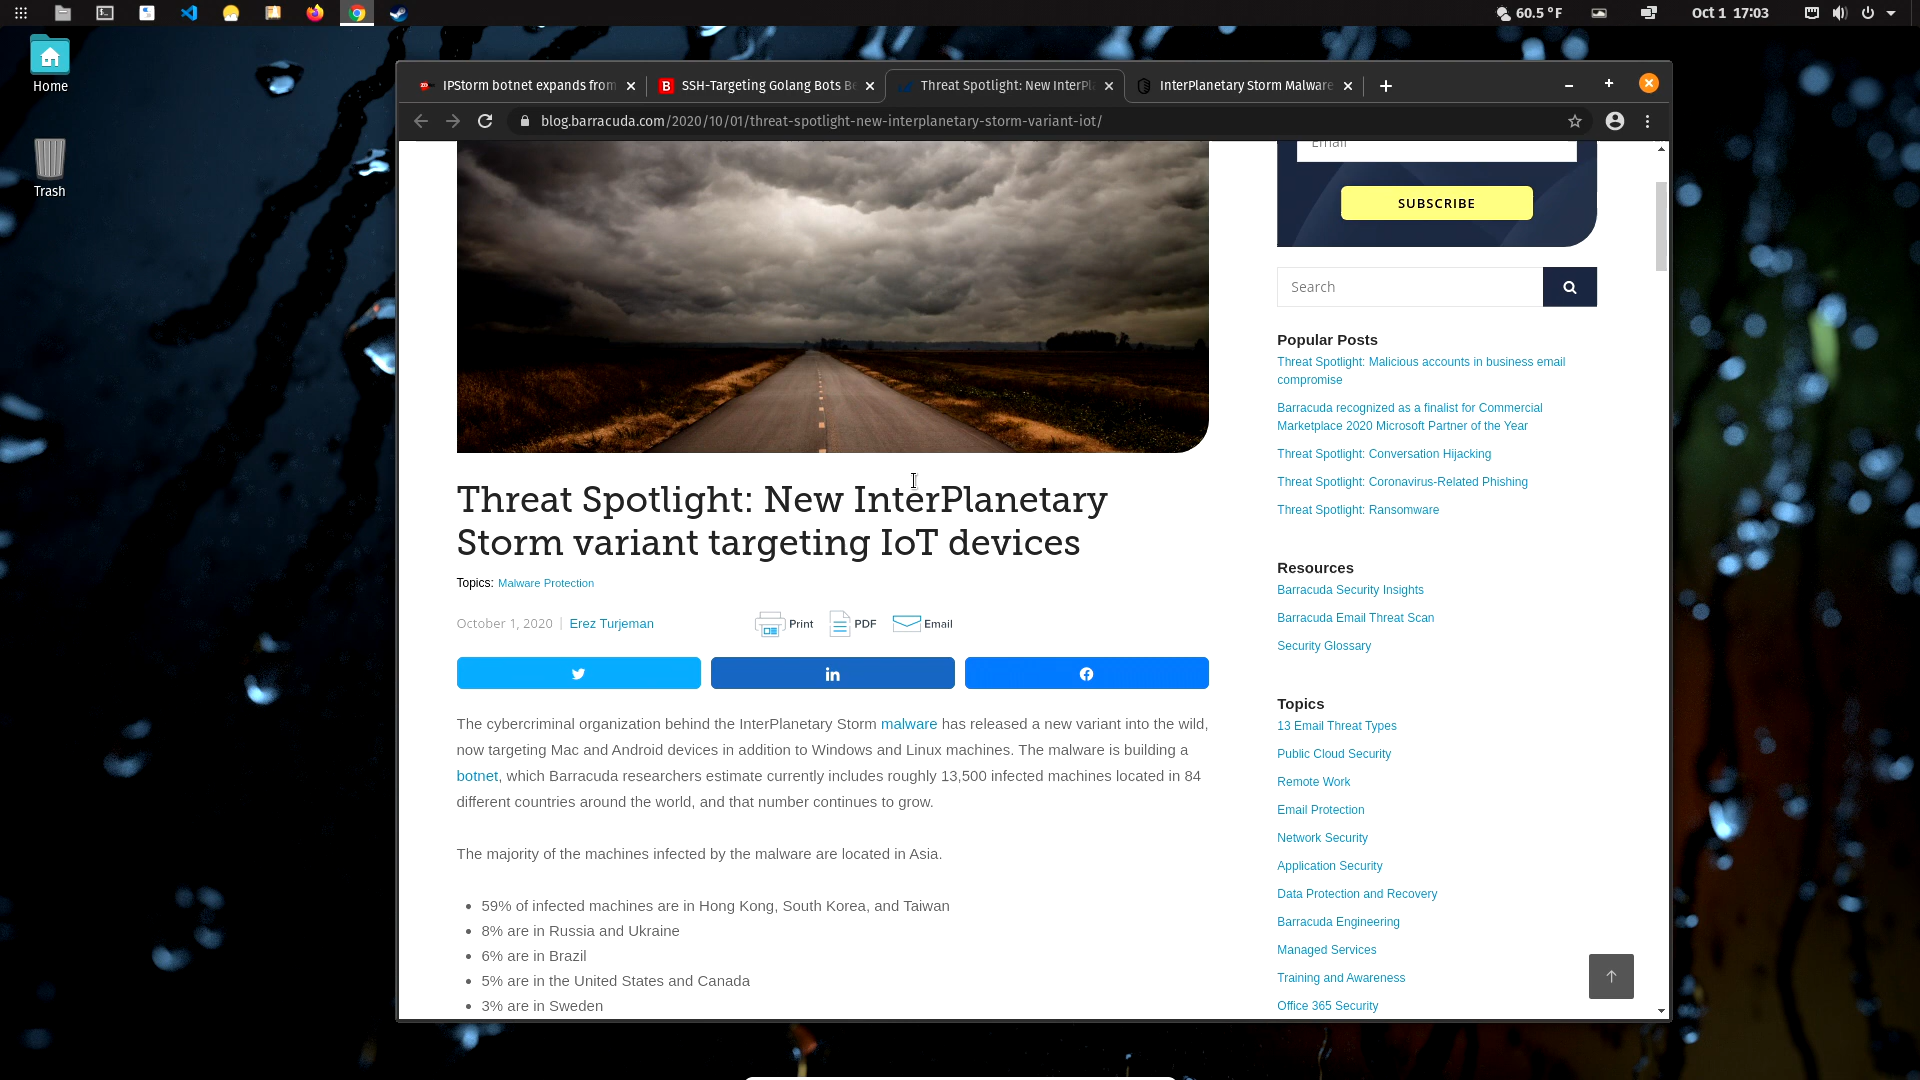 60.5 °F
Oct 1 17:03
Home
Trash
IPStorm botnet expands from
SSH-Targeting Golang Bots Be
Threat Spotlight: New InterPl
InterPlanetary Storm Malware
blog.barracuda.com/2020/10/01/threat-spotlight-new-interplanetary-storm-variant-iot/
Email
SUBSCRIBE
Search
Popular Posts
Threat Spotlight: Malicious accounts in business email
compromise
Barracuda recognized as a finalist for Commercial
Marketplace 2020 Microsoft Partner of the Year
Threat Spotlight: Conversation Hijacking
Threat Spotlight: Coronavirus-Related Phishing
Threat Spotlight: Ransomware
Resources
Barracuda Security Insights
Barracuda Email Threat Scan
Security Glossary
Topics
13 Email Threat Types
Public Cloud Security
Remote Work
Email Protection
Network Security
Application Security
Data Protection and Recovery
Barracuda Engineering
Managed Services
Training and Awareness
Office 365 Security
Threat Spotlight: New InterPlanetary
Storm variant targeting IoT devices
Topics: Malware Protection
October 1, 2020 | Erez Turjeman
Print PDF Email
The cybercriminal organization behind the InterPlanetary Storm malware has released a new variant into the wild,
now targeting Mac and Android devices in addition to Windows and Linux machines. The malware is building a
botnet, which Barracuda researchers estimate currently includes roughly 13,500 infected machines located in 84
different countries around the world, and that number continues to grow.
The majority of the machines infected by the malware are located in Asia.
• 59% of infected machines are in Hong Kong, South Korea, and Taiwan
• 8% are in Russia and Ukraine
• 6% are in Brazil
• 5% are in the United States and Canada
• 3% are in Sweden